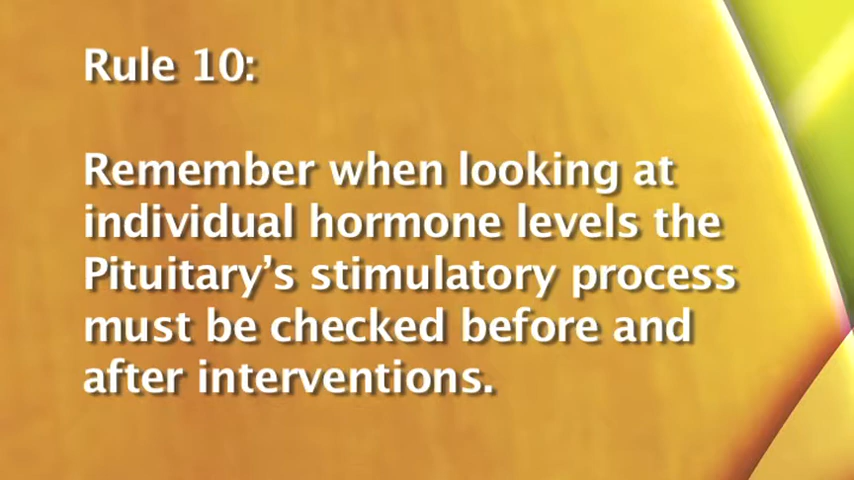 Rule 10:
Remember when looking at
individual hormone levels the
Pituitary’s stimulatory process
must be checked before and
after interventions.